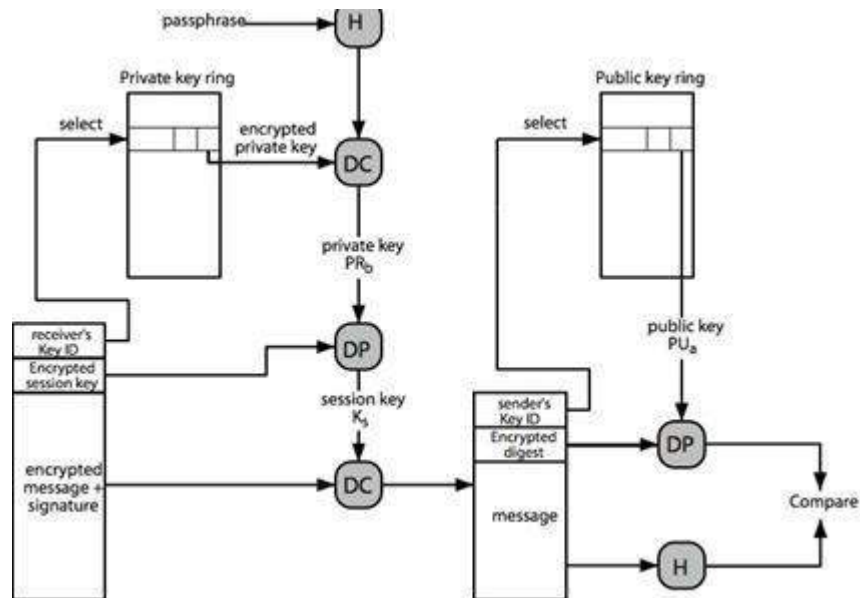 passphrase
H
Private key ring
Public key ring
select
encrypted
private key
DC
select
private key
PRb
public key
PUa
receiver's
Key ID
Encrypted
session key
DP
session key
Ks
sender's
Key ID
Encrypted
digest
DP
encrypted
message +
signature
DC
message
Compare
H